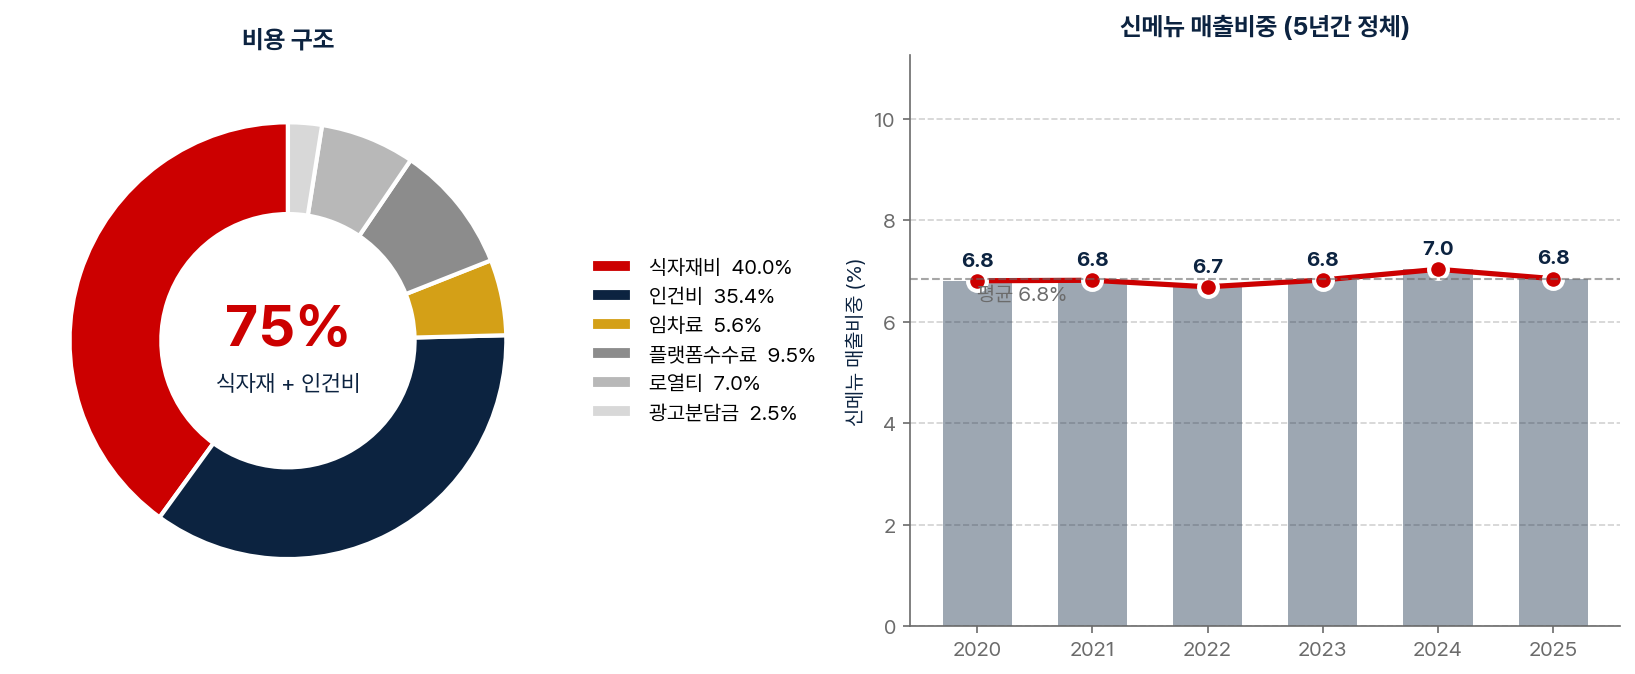 비용 구조
75%
식자재 + 인건비
식자재비 40.0%
인건비 35.4%
임차료 5.6%
플랫폼수수료 9.5%
로열티 7.0%
광고분담금 2.5%
신메뉴 매출비중 (5년간 정체)
신메뉴 매출비중 (%)
10
8
6
4
2
0
6.8 6.8 6.7 6.8 7.0 6.8
평균 6.8%
2020 2021 2022 2023 2024 2025